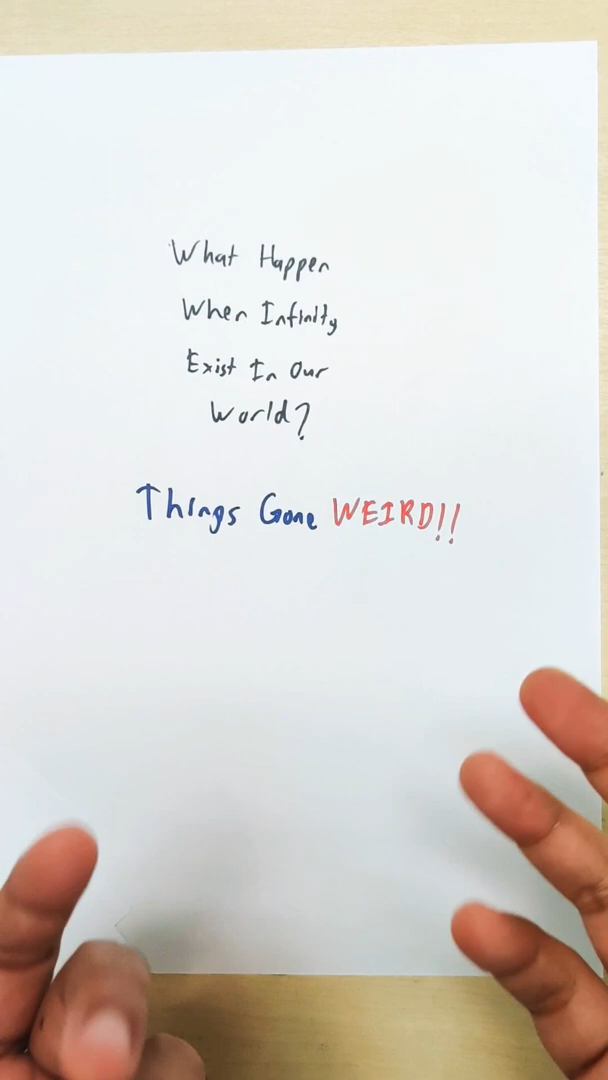 What Happen
When Infinity
Exist In Our
World?
Things Gone WEIRD!!